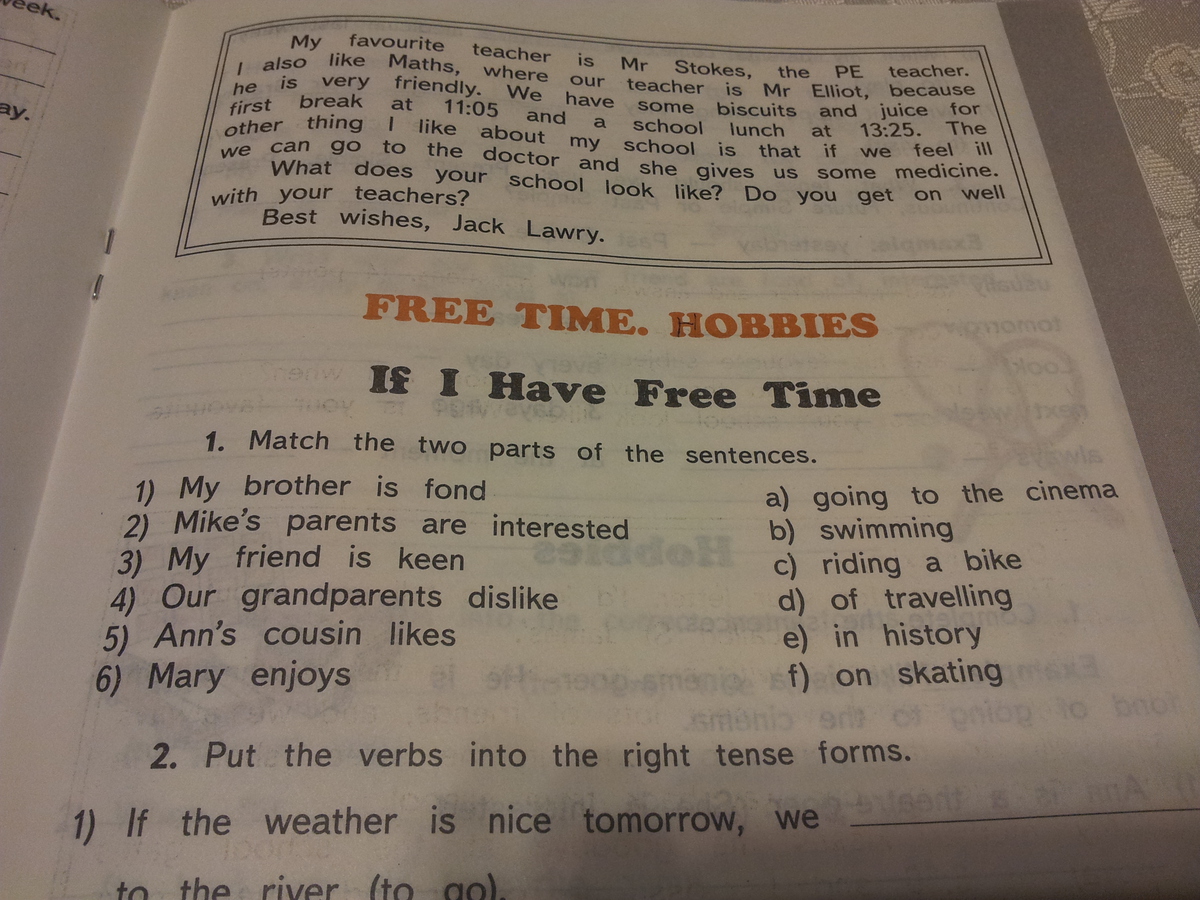 week.
ay.
My favourite teacher is Mr Stokes, the PE teacher.
I also like Maths, where our teacher is Mr Elliot, because
he is very friendly. We have some biscuits and juice for
first break at 11:05 and a school lunch at 13:25. The
other thing I like about my school is that if we feel ill
we can go to the doctor and she gives us some medicine.
What does your school look like? Do you get on well
with your teachers?
Best wishes, Jack Lawry.
FREE TIME. HOBBIES
If I Have Free Time
1. Match the two parts of the sentences.
1) My brother is fond
2) Mike's parents are interested
3) My friend is keen
4) Our grandparents dislike
5) Ann's cousin likes
6) Mary enjoys
a) going to the cinema
b) swimming
c) riding a bike
d) of travelling
e) in history
f) on skating
2. Put the verbs into the right tense forms.
1) If the weather is nice tomorrow, we
to the river (to go).